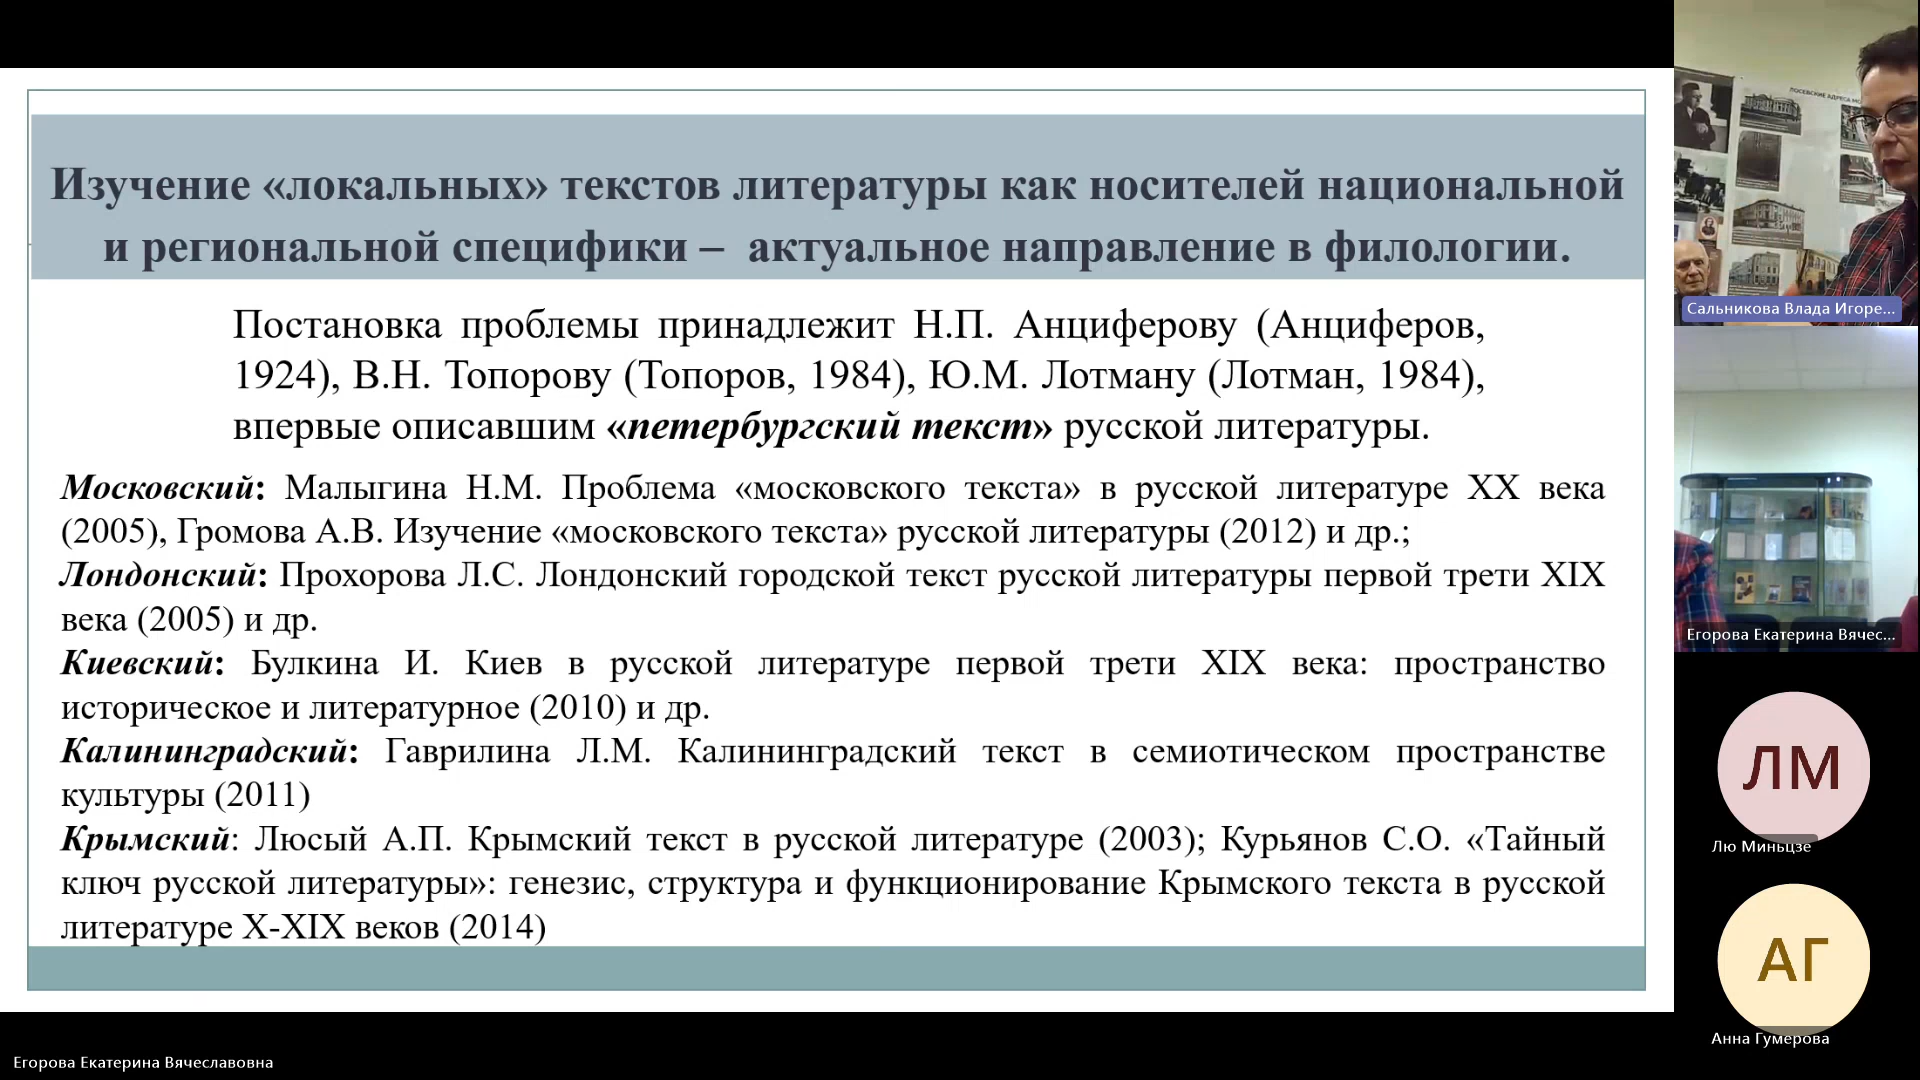 Изучение «локальных» текстов литературы как носителей национальной
и региональной специфики – актуальное направление в филологии.
Постановка проблемы принадлежит Н.П. Анциферову (Анциферов,
1924), В.Н. Топорову (Топоров, 1984), Ю.М. Лотману (Лотман, 1984),
впервые описавшим «петербургский текст» русской литературы.
Московский: Малыгина Н.М. Проблема «московского текста» в русской литературе XX века
(2005), Громова А.В. Изучение «московского текста» русской литературы (2012) и др.;
Лондонский: Прохорова Л.С. Лондонский городской текст русской литературы первой трети XIX
века (2005) и др.
Киевский: Булкина И. Киев в русской литературе первой трети XIX века: пространство
историческое и литературное (2010) и др.
Калининградский: Гаврилина Л.М. Калининградский текст в семиотическом пространстве
культуры (2011)
Крымский: Люсый А.П. Крымский текст в русской литературе (2003); Курьянов С.О. «Тайный
ключ русской литературы»: генезис, структура и функционирование Крымского текста в русской
литературе X-XIX веков (2014)
ЛОСЕВСКИЕ АДРЕСА
Сальникова Влада Игоре...
Егорова Екатерина Вячес...
ЛМ
Лю Миньцзе
АГ
Анна Гумерова
Егорова Екатерина Вячеславовна